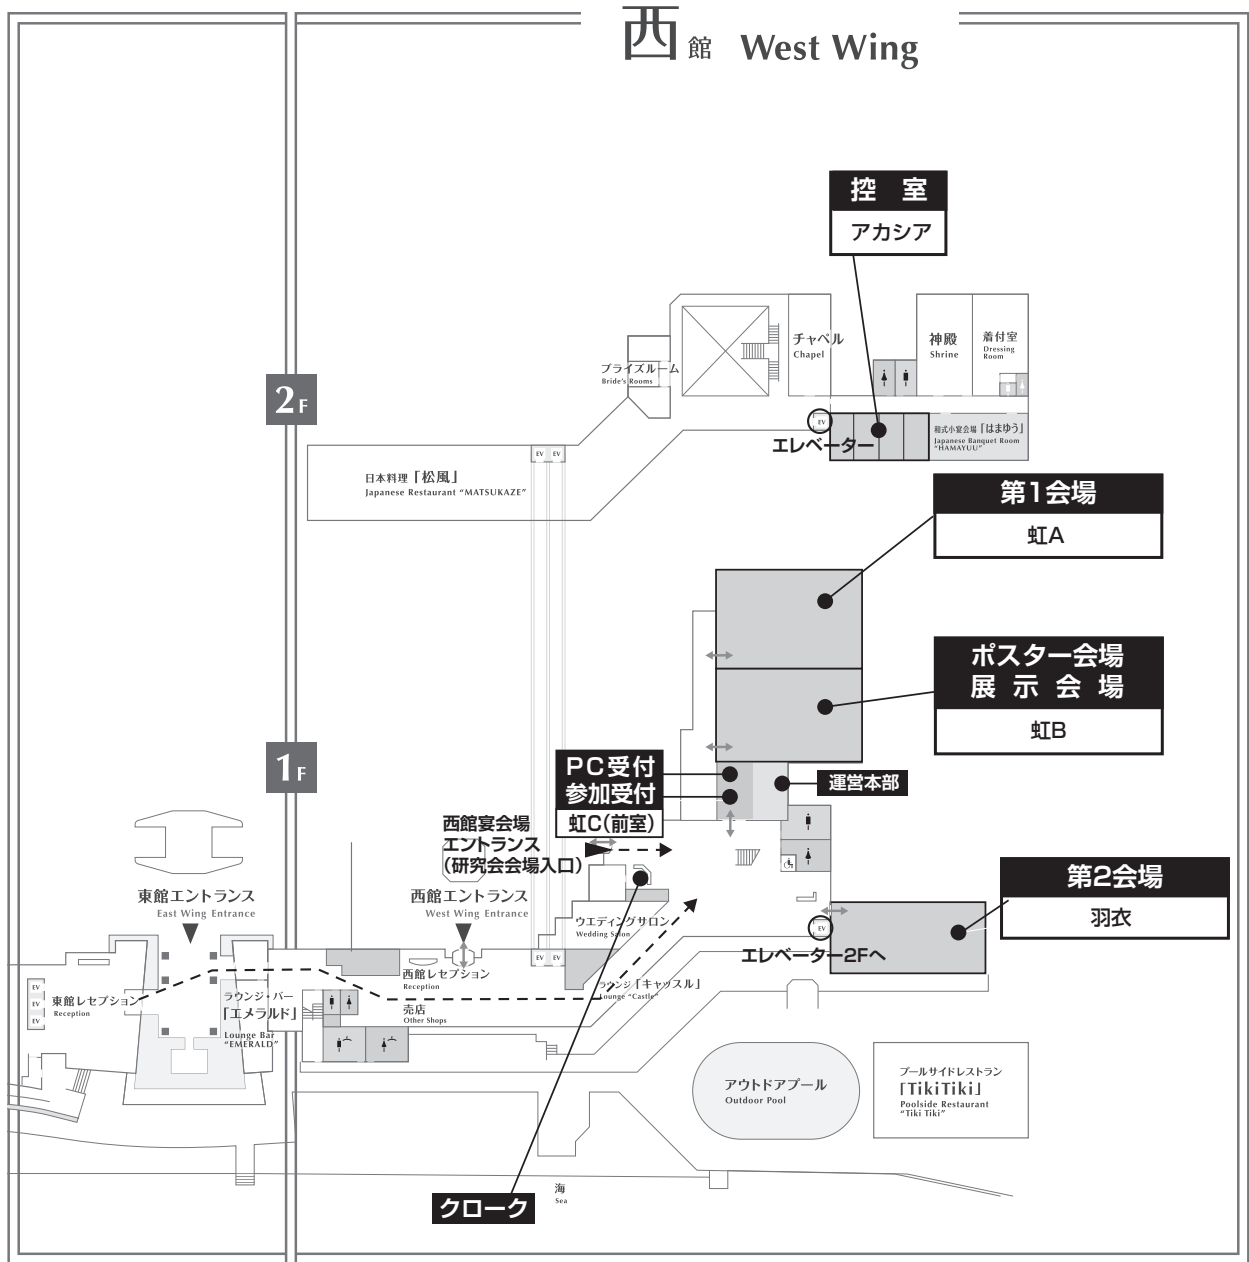 西館 West Wing
控 室
アカシア
チャペル
Chapel
神殿
Shrine
着付室
Dressing
Room
ブライズルーム
Bride's Rooms
2F
EV
エレベーター
和式小宴会場「はまゆう」
Japanese Banquet Room
"HAMAYUU"
EV EV
日本料理「松風」
Japanese Restaurant "MATSUKAZE"
第1会場
虹A
ポスター会場
展 示 会 場
虹B
1F
PC受付
参加受付
虹C(前室)
運営本部
西館宴会場
エントランス
(研究会会場入口)
東館エントランス
East Wing Entrance
西館エントランス
West Wing Entrance
第2会場
羽衣
ウエディングサロン
Wedding Salon
EV
エレベーター2Fへ
EV EV
西館レセプション
Reception
ラウンジ「キャッスル」
Lounge "Castle"
EV
EV
EV
東館レセプション
Reception
ラウンジ・バー
「エメラルド」
Lounge Bar
"EMERALD"
売店
Other Shops
アウトドアプール
Outdoor Pool
プールサイドレストラン
「TikiTiki」
Poolside Restaurant
"Tiki Tiki"
海
Sea
クローク